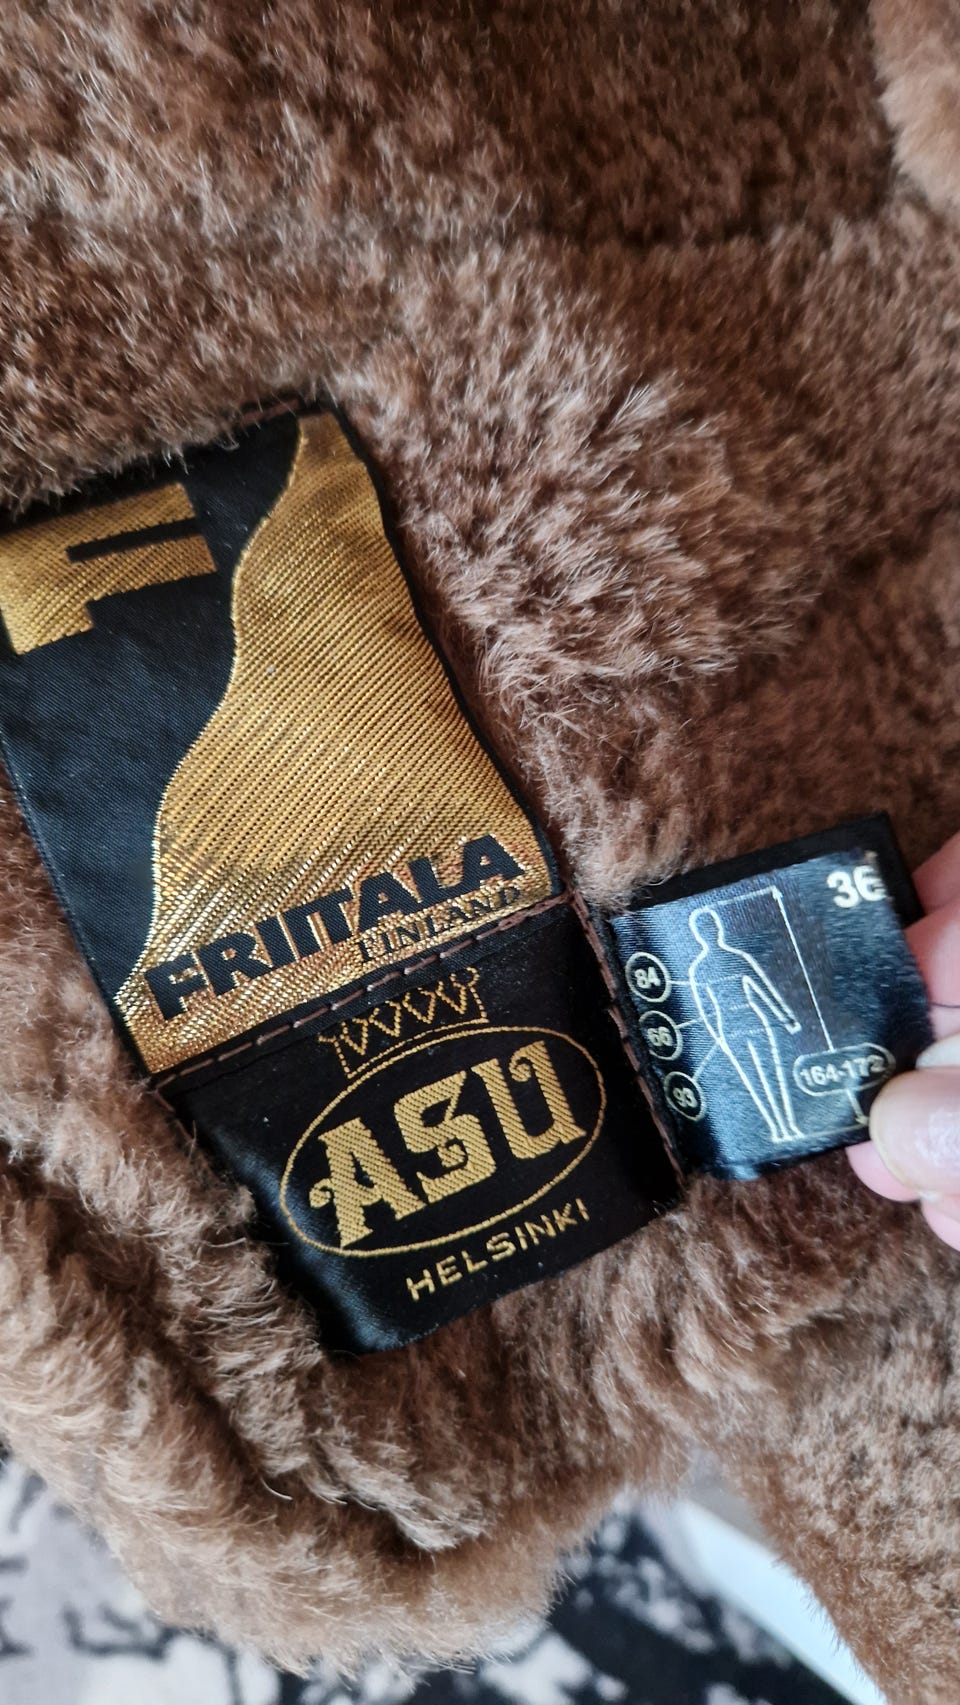 F
FRIITALA
FINLAND
ASU
HELSINKI
36
84
66
93
164-172